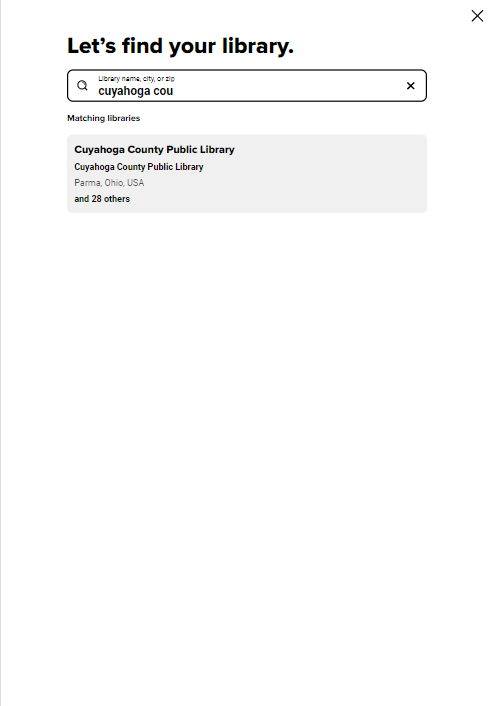 Let’s find your library.
Library name, city, or zip
cuyahoga cou
Matching libraries
Cuyahoga County Public Library
Cuyahoga County Public Library
Parma, Ohio, USA
and 28 others